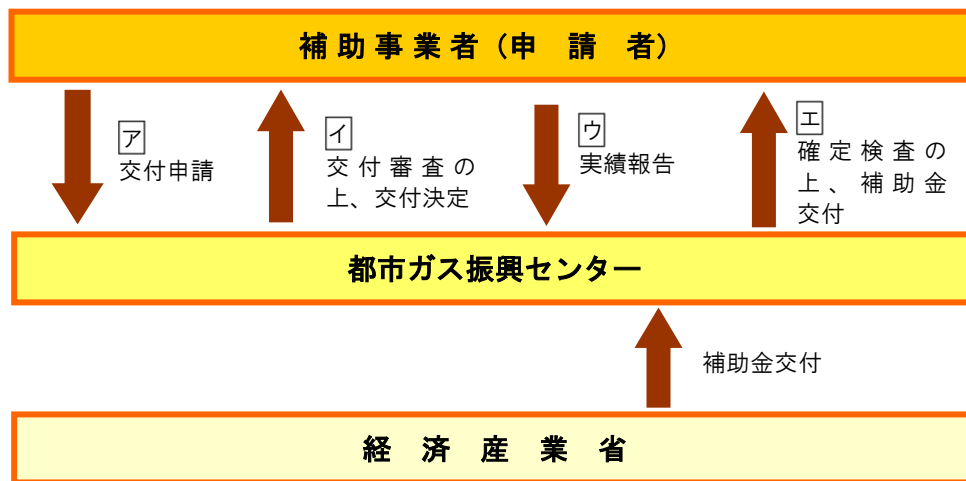 補助事業者（申　請　者）
ア
交付申請
イ
交付審査の
上、交付決定
ウ
実績報告
エ
確定検査の
上、補助金
交付
都市ガス振興センター
補助金交付
経　済　産　業　省